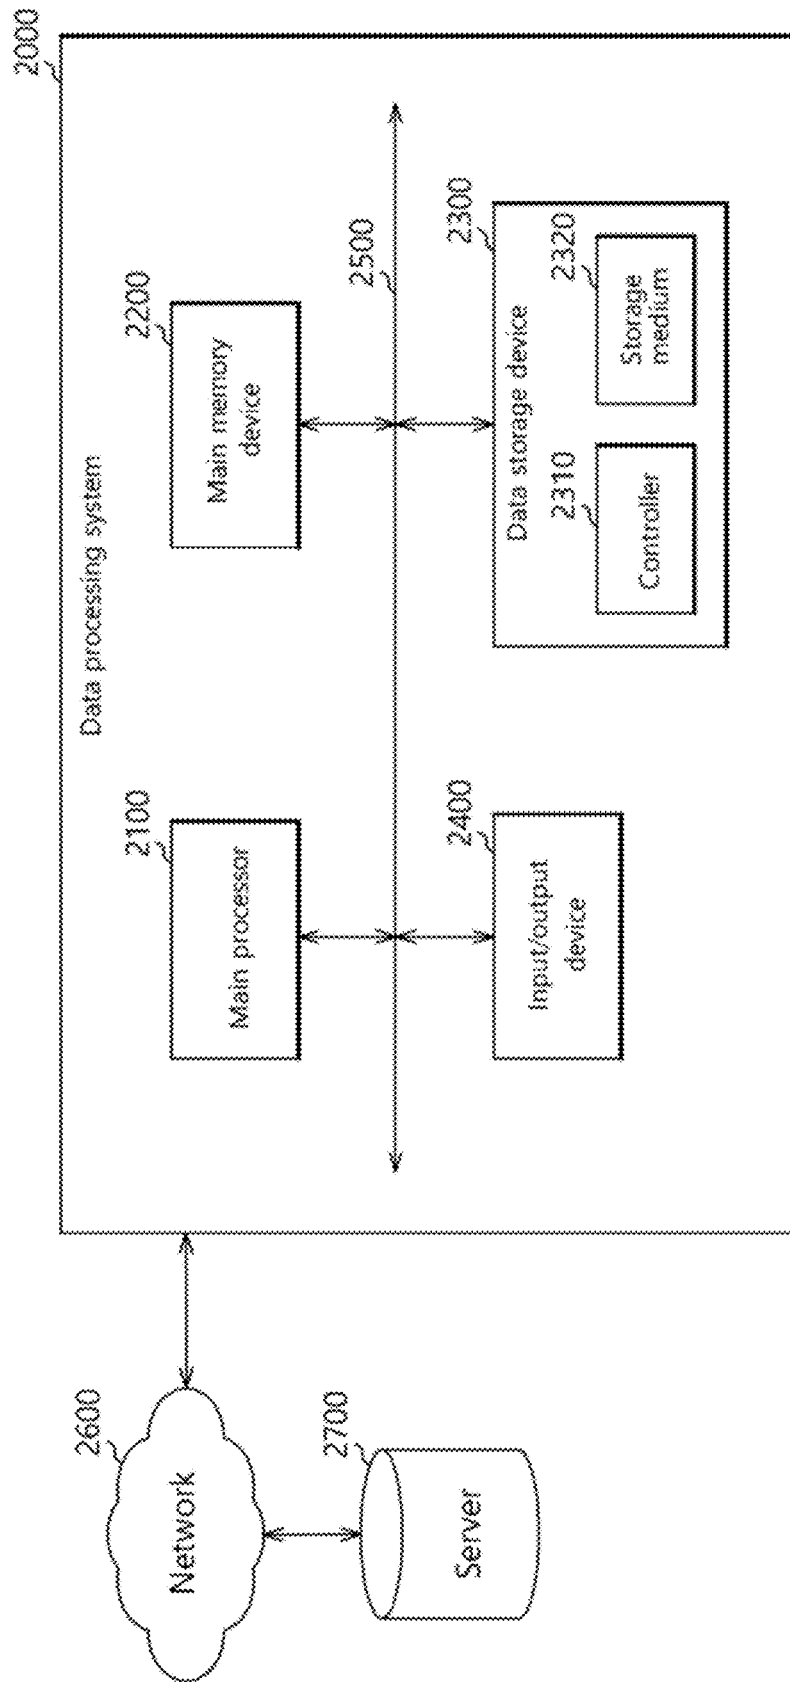 2000
Data processing system
2100
Main processor
2200
Main memory
device
2500
2400
Input/output
device
2300
Data storage device
2310
Controller
2320
Storage
medium
2600
Network
2700
Server